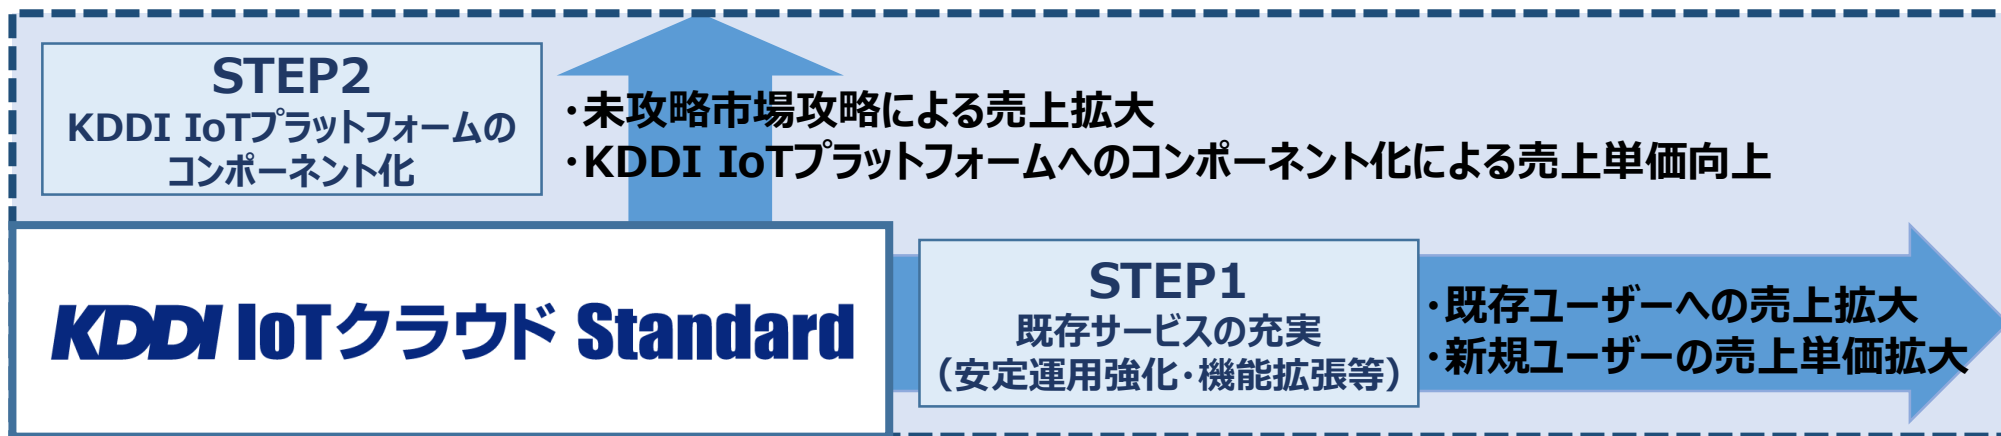 STEP2
KDDI IoTプラットフォームの
コンポーネント化
・未攻略市場攻略による売上拡大
・KDDI IoTプラットフォームへのコンポーネント化による売上単価向上
KDDI IoTクラウド Standard
STEP1
既存サービスの充実
（安定運用強化・機能拡張等）
・既存ユーザーへの売上拡大
・新規ユーザーの売上単価拡大